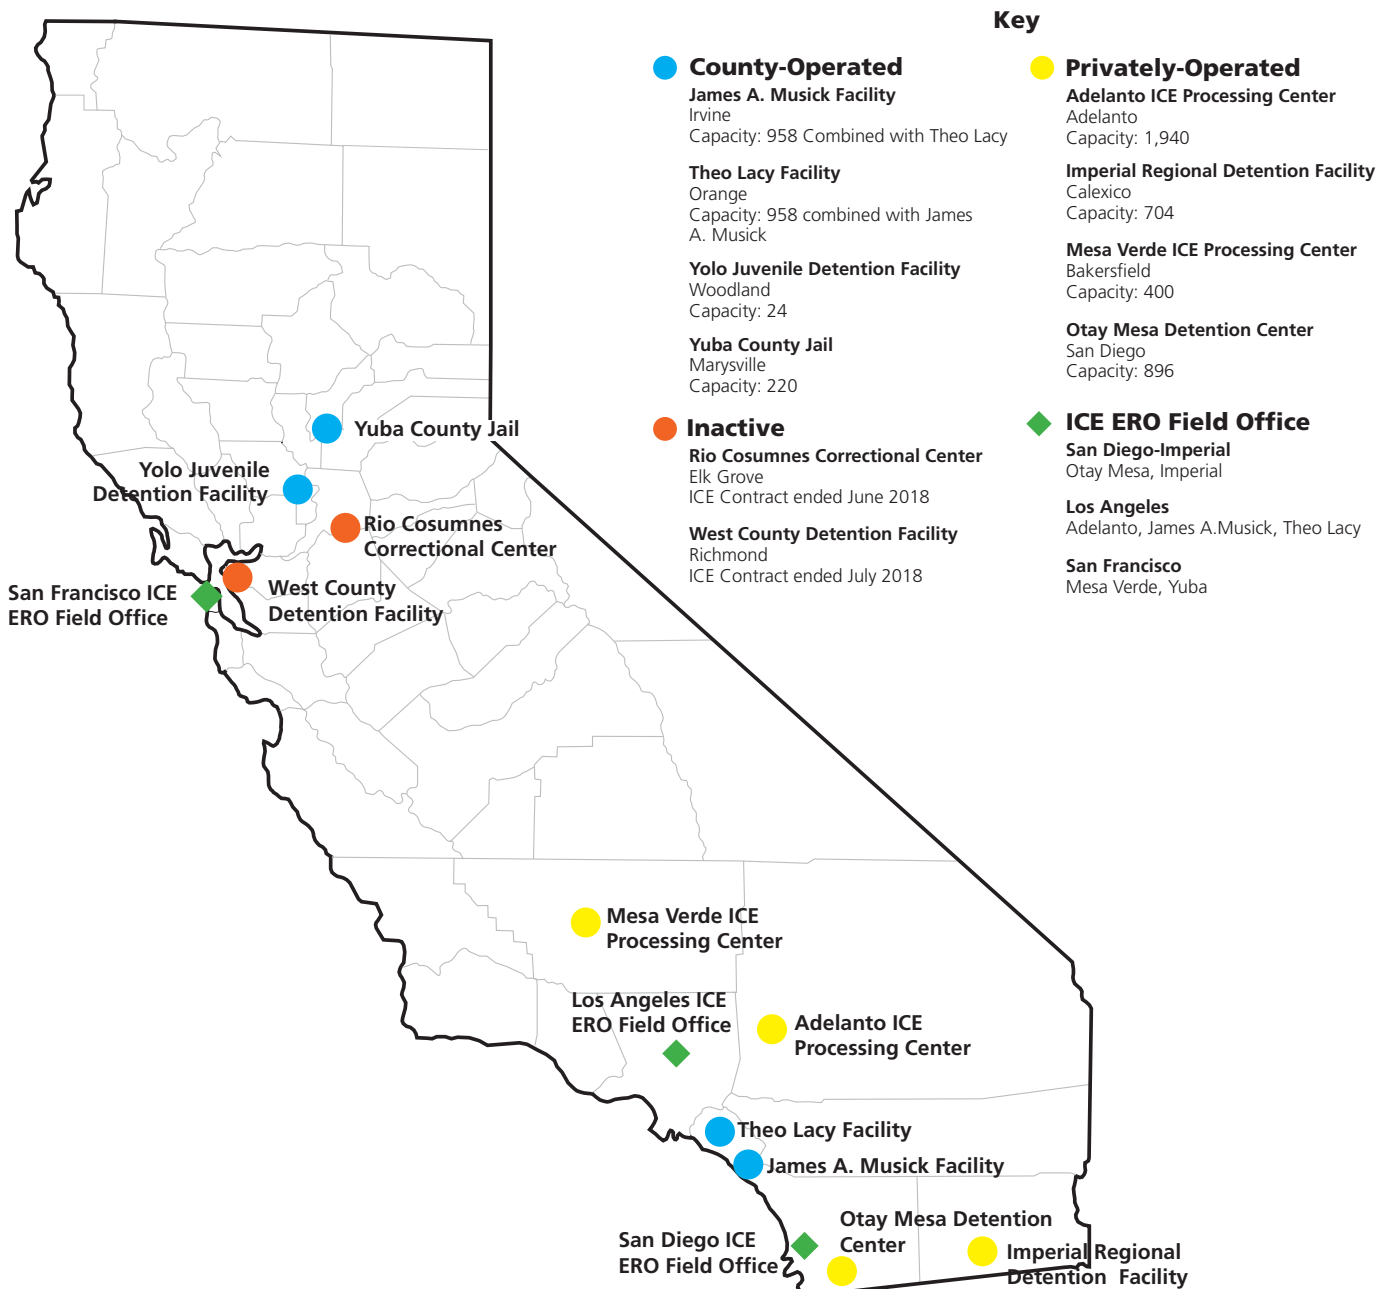 Key
County-Operated
James A. Musick Facility
Irvine
Capacity: 958 Combined with Theo Lacy
Theo Lacy Facility
Orange
Capacity: 958 combined with James
A. Musick
Yolo Juvenile Detention Facility
Woodland
Capacity: 24
Yuba County Jail
Marysville
Capacity: 220
Inactive
Rio Cosumnes Correctional Center
Elk Grove
ICE Contract ended June 2018
West County Detention Facility
Richmond
ICE Contract ended July 2018
Privately-Operated
Adelanto ICE Processing Center
Adelanto
Capacity: 1,940
Imperial Regional Detention Facility
Calexico
Capacity: 704
Mesa Verde ICE Processing Center
Bakersfield
Capacity: 400
Otay Mesa Detention Center
San Diego
Capacity: 896
ICE ERO Field Office
San Diego-Imperial
Otay Mesa, Imperial
Los Angeles
Adelanto, James A.Musick, Theo Lacy
San Francisco
Mesa Verde, Yuba
Yuba County Jail
Yolo Juvenile
Detention Facility
Rio Cosumnes
Correctional Center
West County
Detention Facility
San Francisco ICE
ERO Field Office
Mesa Verde ICE
Processing Center
Los Angeles ICE
ERO Field Office
Adelanto ICE
Processing Center
Theo Lacy Facility
James A. Musick Facility
Otay Mesa Detention
Center
San Diego ICE
ERO Field Office
Imperial Regional
Detention Facility